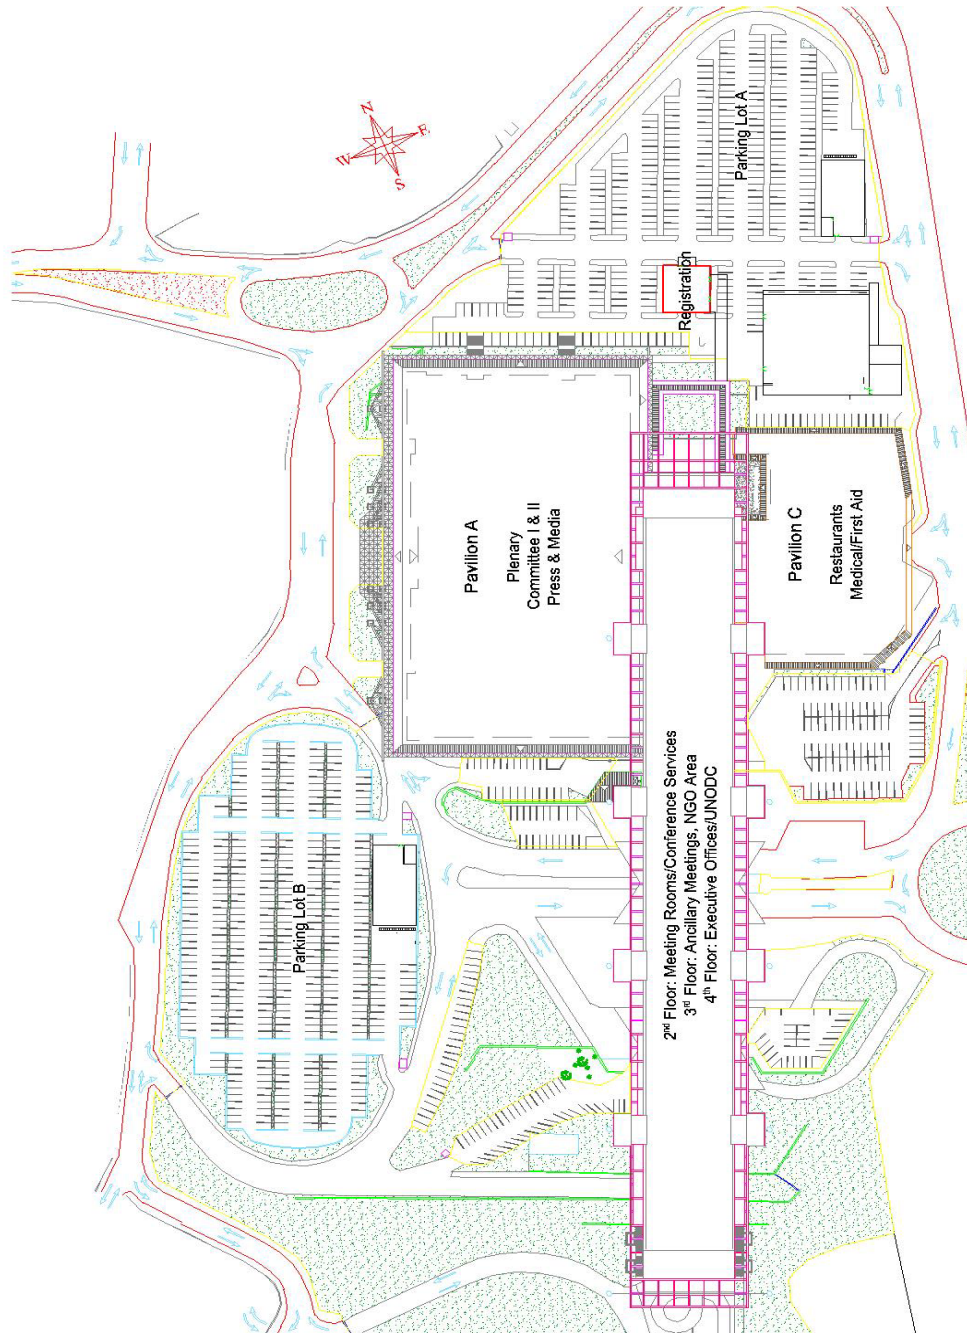 N
E
W
S
Parking Lot A
Registration
Pavilion A
Plenary
Committee I & II
Press & Media
Pavilion C
Restaurants
Medical/First Aid
2nd Floor: Meeting Rooms/Conference Services
3rd Floor: Ancillary Meetings, NGO Area
4th Floor: Executive Offices/UNODC
Parking Lot B